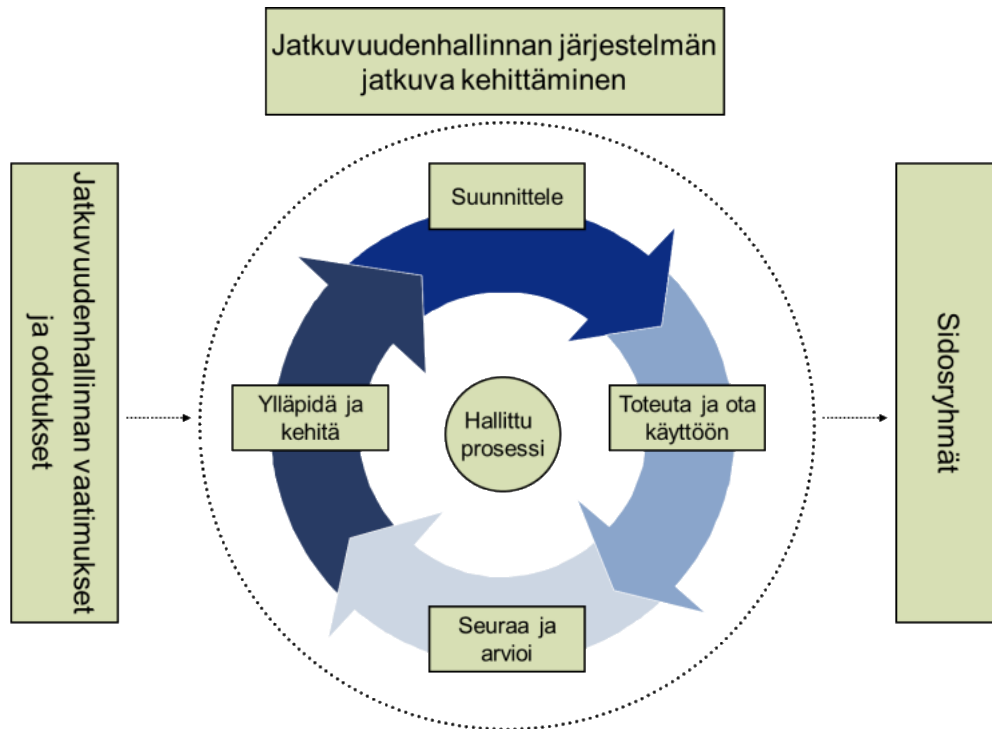 Jatkuvuudenhallinnan järjestelmän
jatkuva kehittäminen
Jatkuvuudenhallinnan vaatimukset
ja odotukset
Suunnittele
Toteuta ja ota
käyttöön
Seuraa ja
arvioi
Ylläpidä ja
kehitä
Hallittu
prosessi
Sidosryhmät